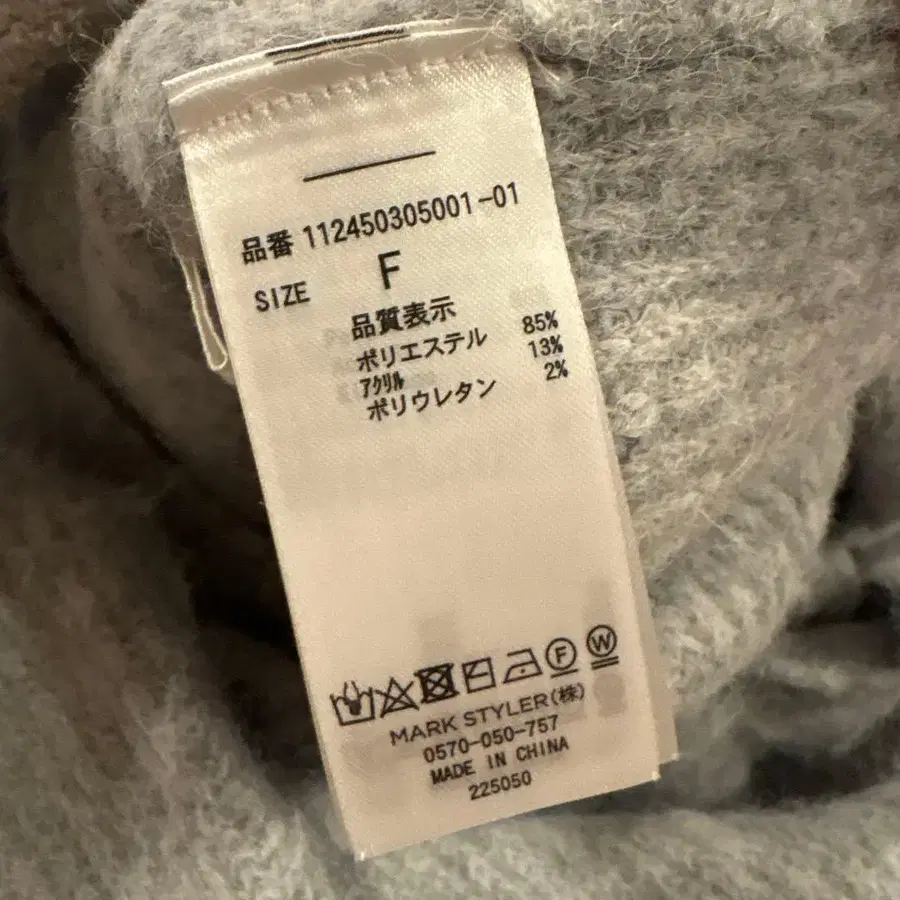 品番 112450305001-01
SIZE F
品質表示
ポリエステル 85%
アクリル 13%
ポリウレタン 2%
F W
MARK STYLER(株)
0570-050-757
MADE IN CHINA
225050